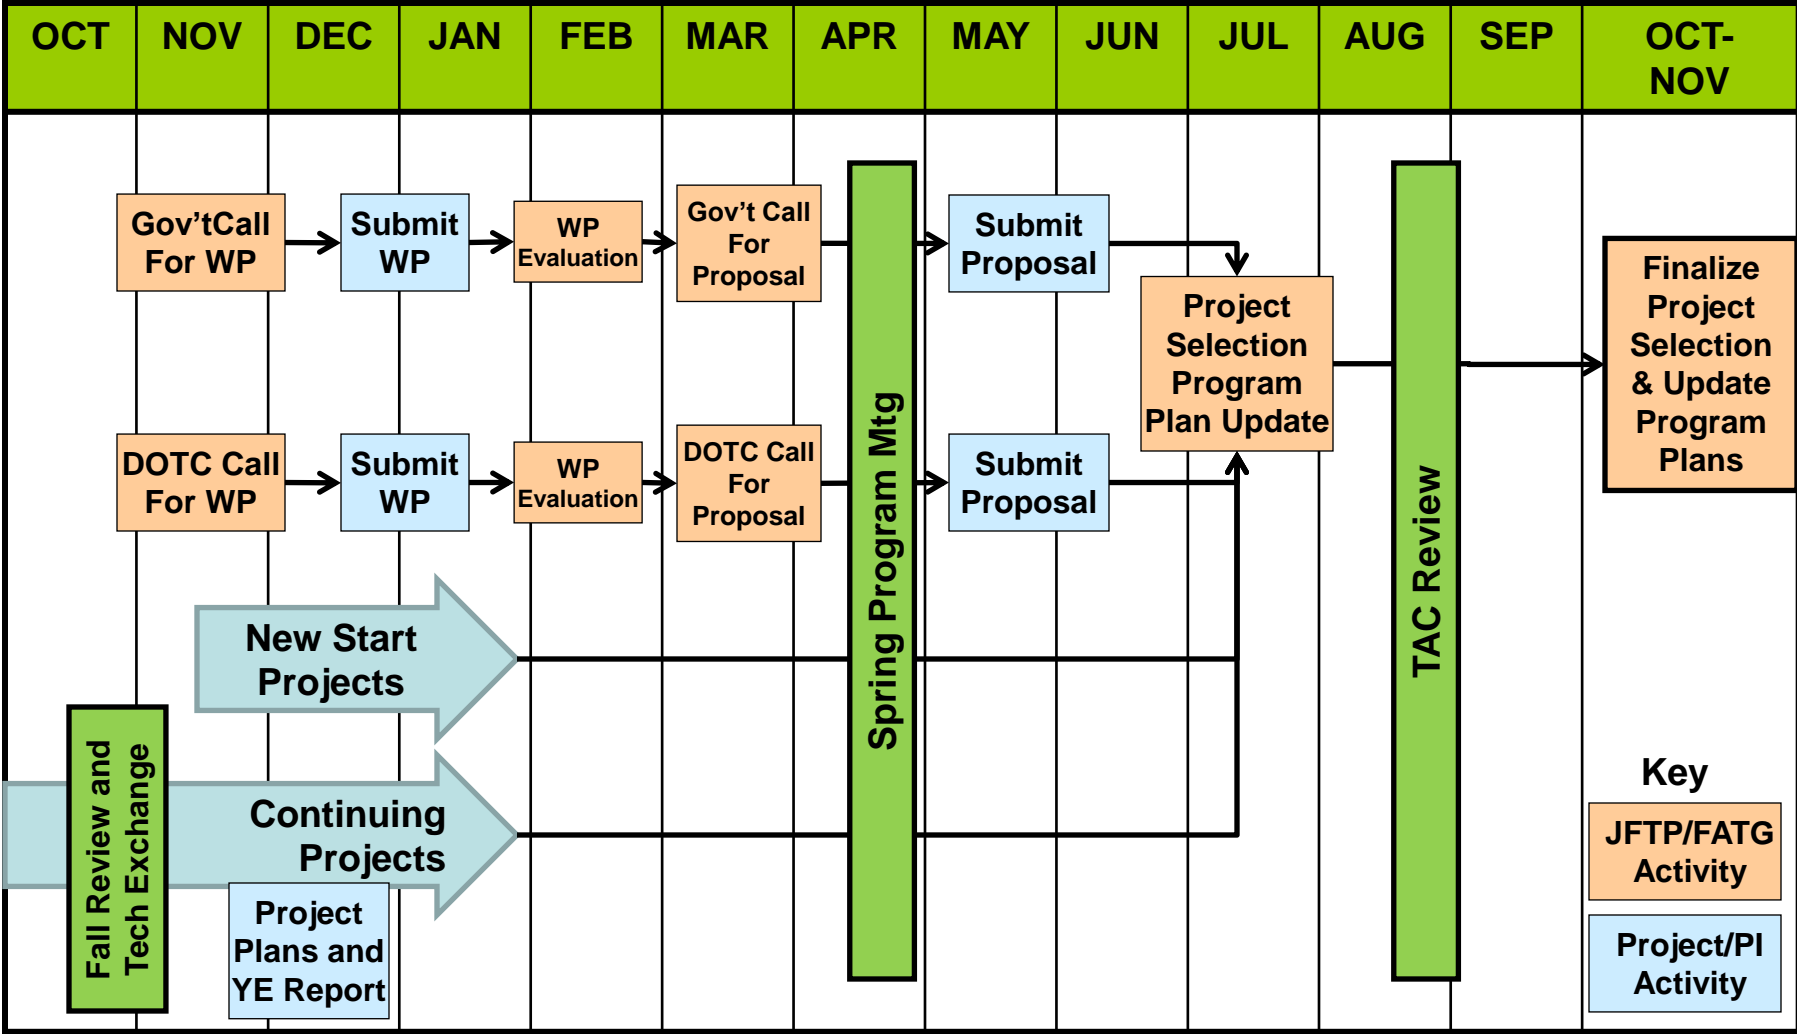 OCT NOV DEC JAN FEB MAR APR MAY JUN JUL AUG SEP OCT-
NOV
Gov'tCall
For WP
Submit
WP
WP
Evaluation
Gov't Call
For
Proposal
Submit
Proposal
DOTC Call
For WP
Submit
WP
WP
Evaluation
DOTC Call
For
Proposal
Submit
Proposal
Project
Selection
Program
Plan Update
Finalize
Project
Selection
& Update
Program
Plans
Spring Program Mtg
TAC Review
New Start
Projects
Continuing
Projects
Fall Review and
Tech Exchange
Project
Plans and
YE Report
Key
JFTP/FATG
Activity
Project/PI
Activity